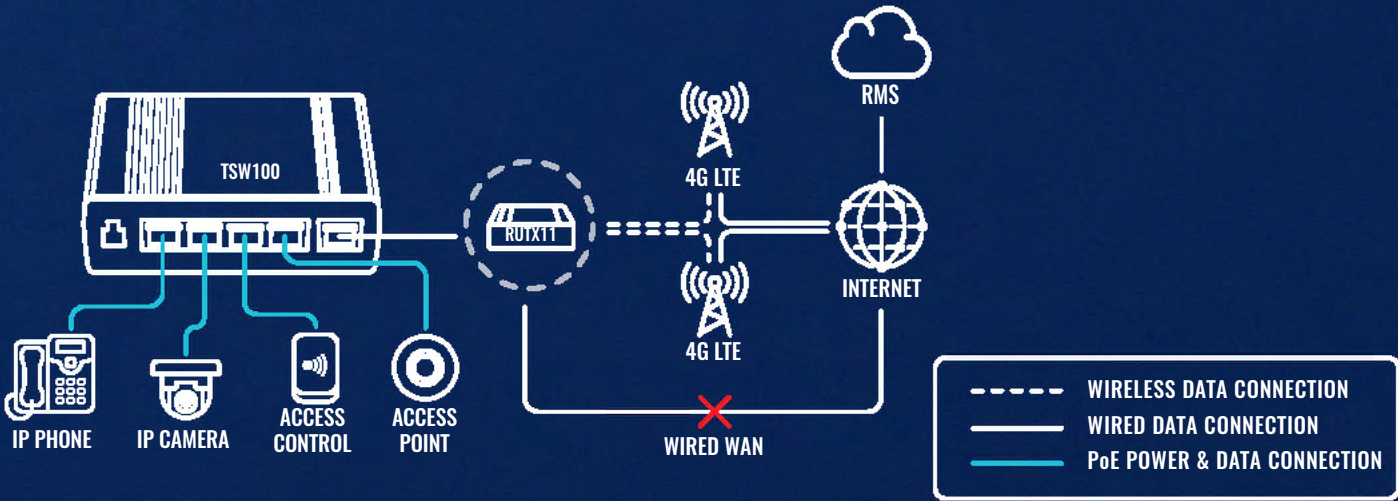 RMS
TSW100
4G LTE
RUTX11
INTERNET
4G LTE
IP PHONE
IP CAMERA
ACCESS
CONTROL
ACCESS
POINT
WIRED WAN
WIRELESS DATA CONNECTION
WIRED DATA CONNECTION
PoE POWER & DATA CONNECTION